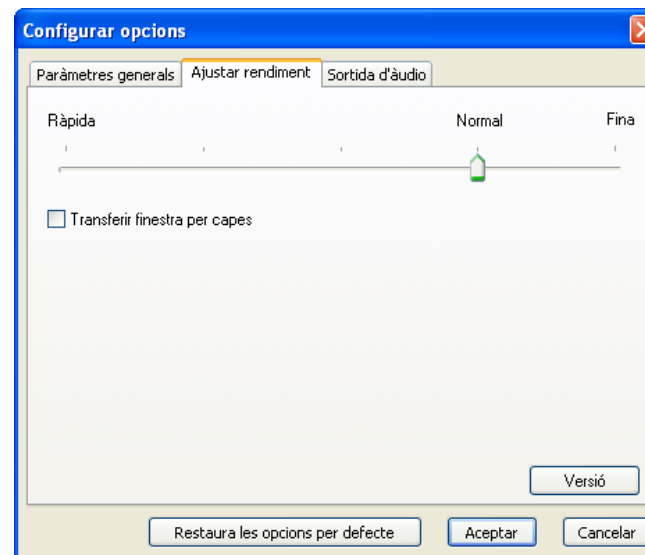 Configurar opcions
Paràmetres generals Ajustar rendiment Sortida d'àudio
Ràpida Normal Fina
Transferir finestra per capes
Versió
Restaura les opcions per defecte Aceptar Cancelar